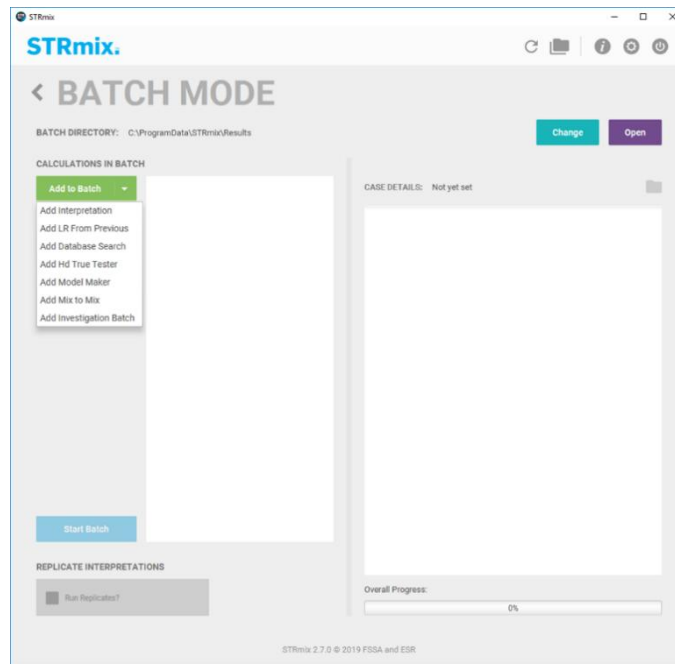 STRmix
STRmix.
BATCH MODE
BATCH DIRECTORY: C:\ProgramData\STRmix\Results
Change
Open
CALCULATIONS IN BATCH
Add to Batch
CASE DETAILS: Not yet set
Add Interpretation
Add LR From Previous
Add Database Search
Add Hd True Tester
Add Model Maker
Add Mix to Mix
Add Investigation Batch
Start Batch
REPLICATE INTERPRETATIONS
Run Replicates?
Overall Progress:
0%
STRmix 2.7.0 © 2019 FSSA and ESR